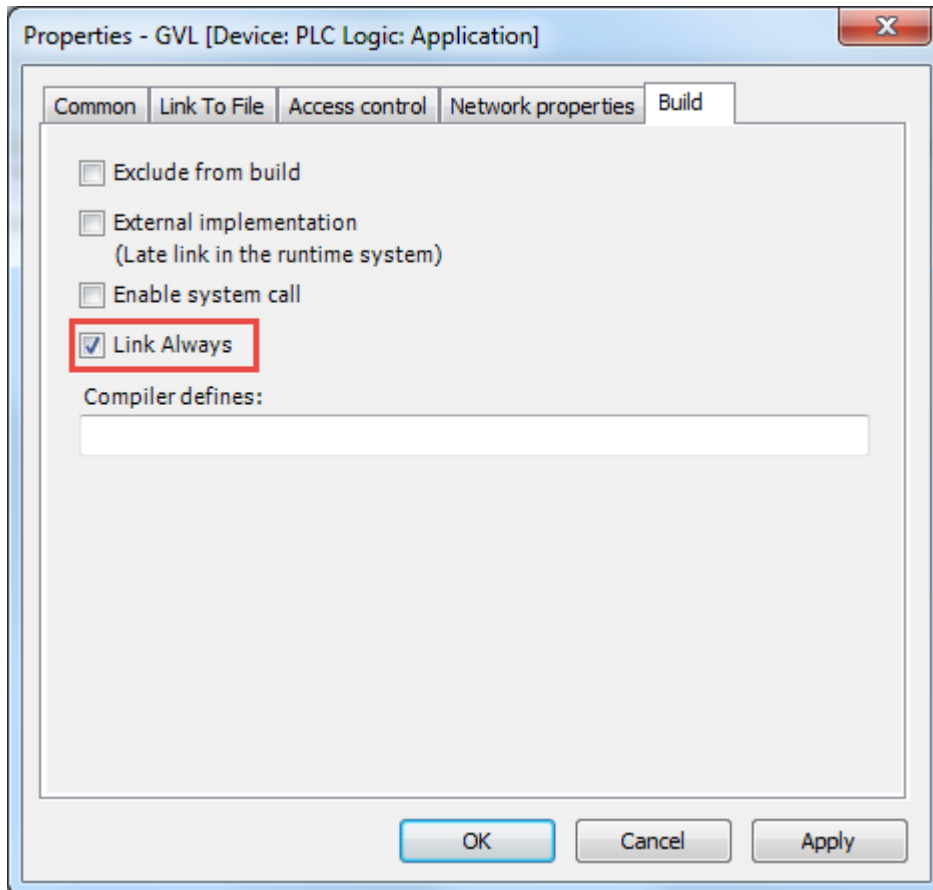 Properties - GVL [Device: PLC Logic: Application]
Common Link To File Access control Network properties Build
Exclude from build
External implementation
(Late link in the runtime system)
Enable system call
Link Always
Compiler defines:
OK Cancel Apply